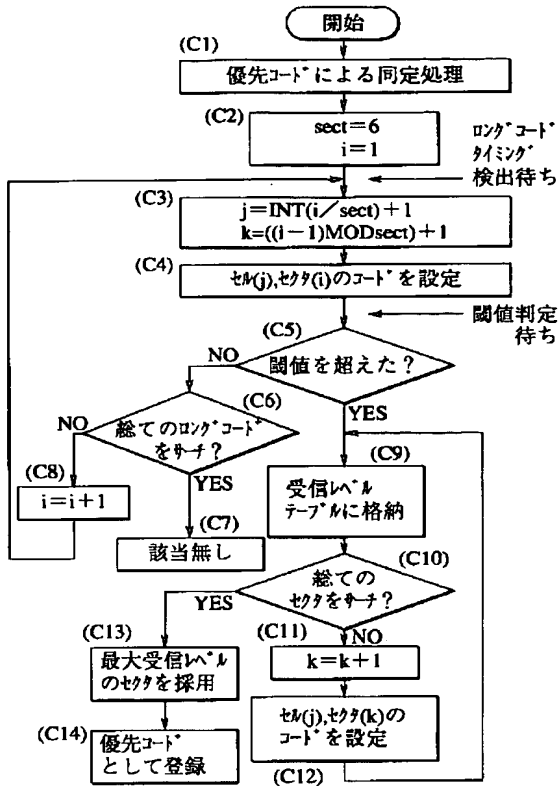 開始
(C1)
優先コードによる同定処理
(C2)
sect=6
i=1
ロングコード
タイミング
検出待ち
(C3)
j=INT(i/sect)+1
k=((i-1)MODsect)+1
(C4)
セル(j),セクタ(i)のコードを設定
閾値判定
待ち
(C5)
NO
閾値を超えた?
(C6)
YES
NO
総てのロングコード
をサーチ?
(C8)
i=i+1
YES
(C7)
該当無し
(C9)
受信レベル
テーブルに格納
(C10)
総ての
セクタをサーチ?
YES
(C13)
(C11)
NO
最大受信レベル
のセクタを採用
k=k+1
(C14)
優先コード
として登録
セル(j),セクタ(k)の
コードを設定
(C12)